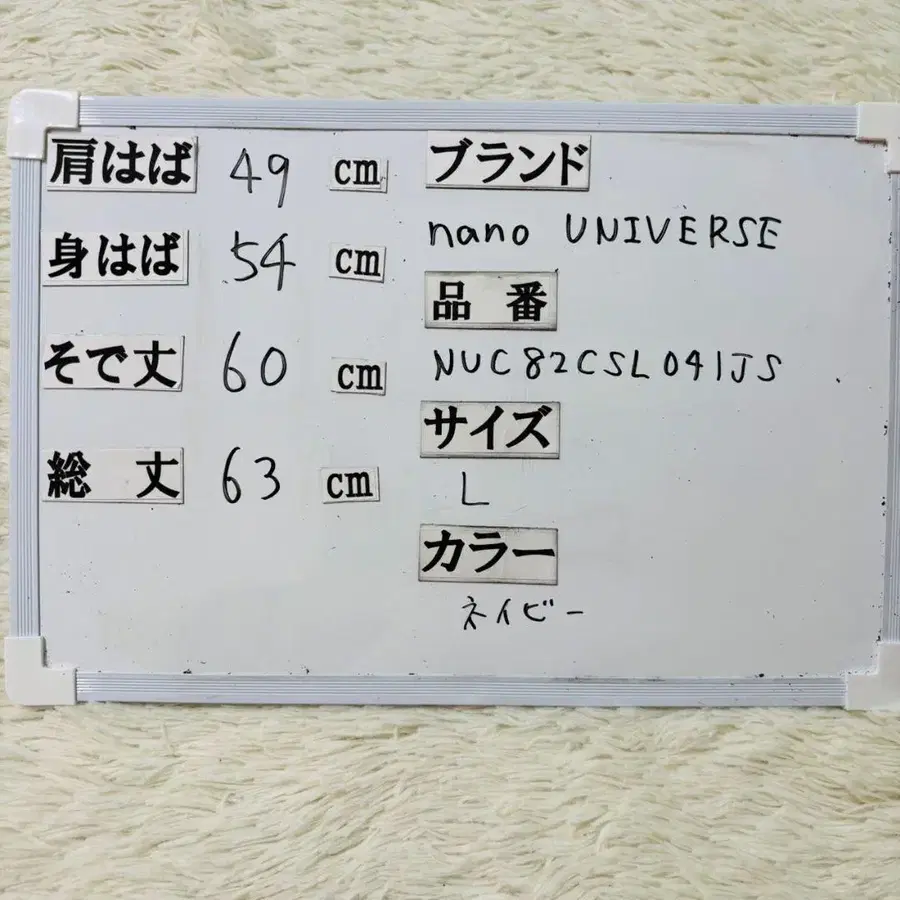 肩はば 49 cm
身はば 54 cm
そで丈 60 cm
総 丈 63 cm
ブランド
nano UNIVERSE
品 番
NUC82CSL041JS
サイズ
L
カラー
ネイビー